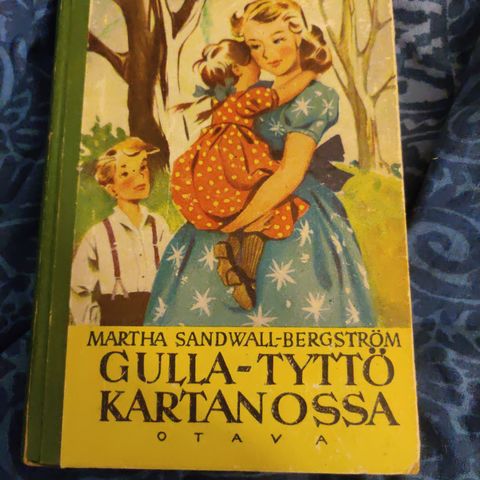 MARTHA SANDWALL-BERGSTRÖM
GULLA-TYTTÖ
KARTANOSSA
OTAVA